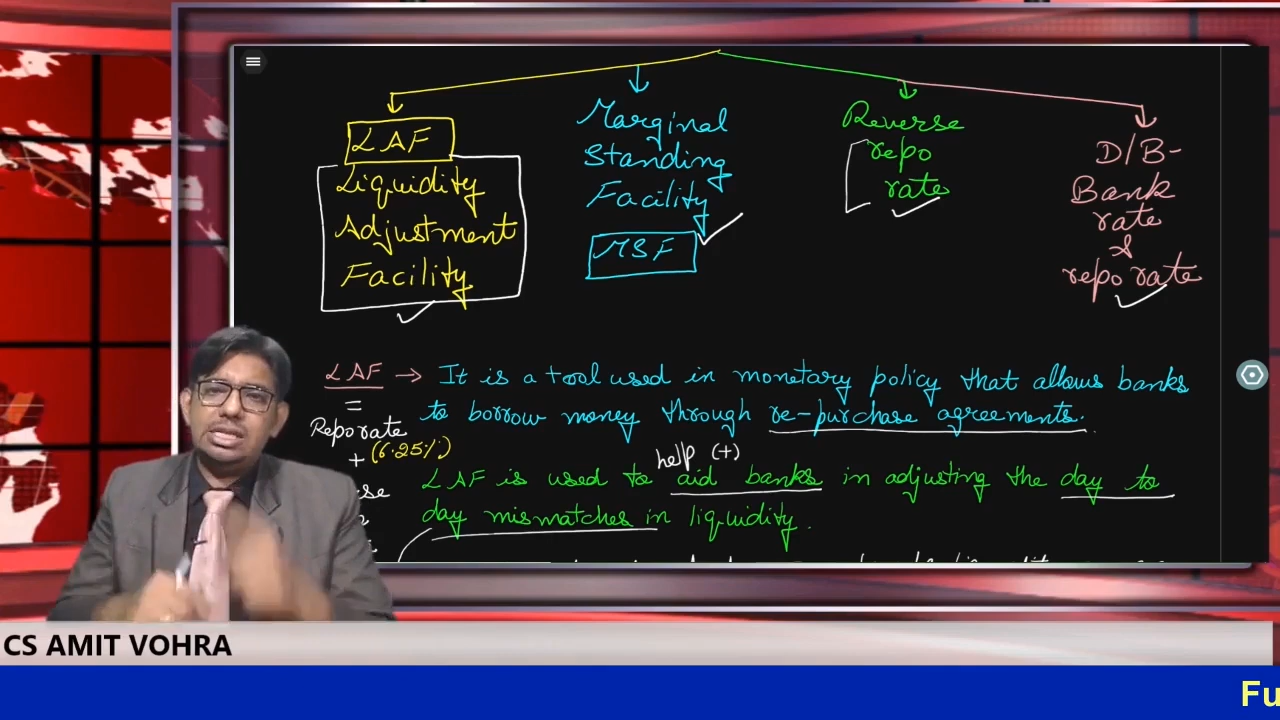 LAF
Liquidity
Adjustment
Facility
Marginal
Standing
Facility
MSF
Reverse
repo
rate
D/B-
Bank
rate
&
repo rate
LAF → It is a tool used in monetary policy that allows banks
to borrow money through re-purchase agreements.
=
Repo rate
+ (6.25%)
help (+)
LAF is used to aid banks in adjusting the day to
day mismatches in liquidity.
CS AMIT VOHRA
Fu